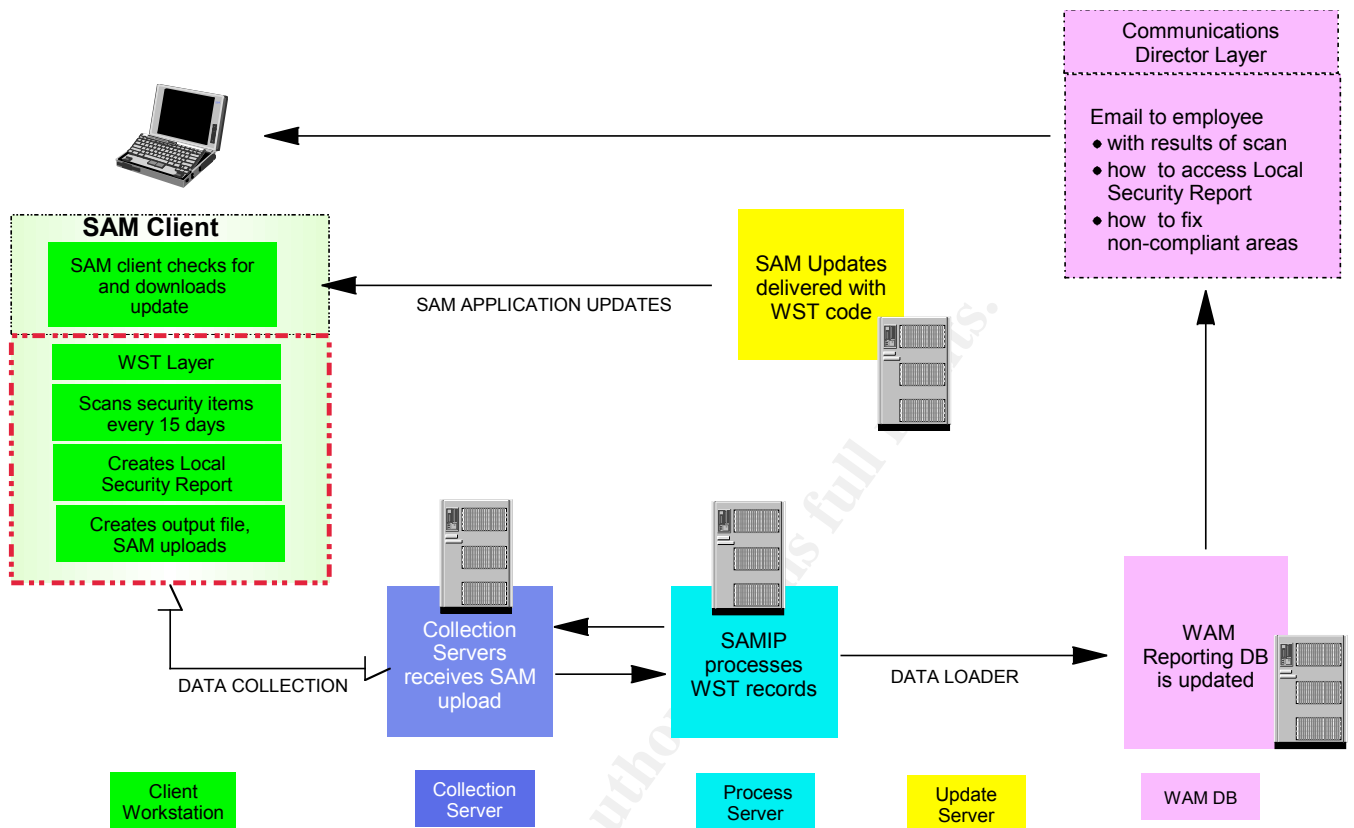 Communications
Director Layer
Email to employee
• with results of scan
• how to access Local
Security Report
• how to fix
non-compliant areas
SAM Client
SAM client checks for
and downloads
update
SAM APPLICATION UPDATES
SAM Updates
delivered with
WST code
WST Layer
Scans security items
every 15 days
Creates Local
Security Report
Creates output file,
SAM uploads
DATA COLLECTION
Collection
Servers
receives SAM
upload
SAMIP
processes
WST records
DATA LOADER
WAM
Reporting DB
is updated
Client
Workstation
Collection
Server
Process
Server
Update
Server
WAM DB